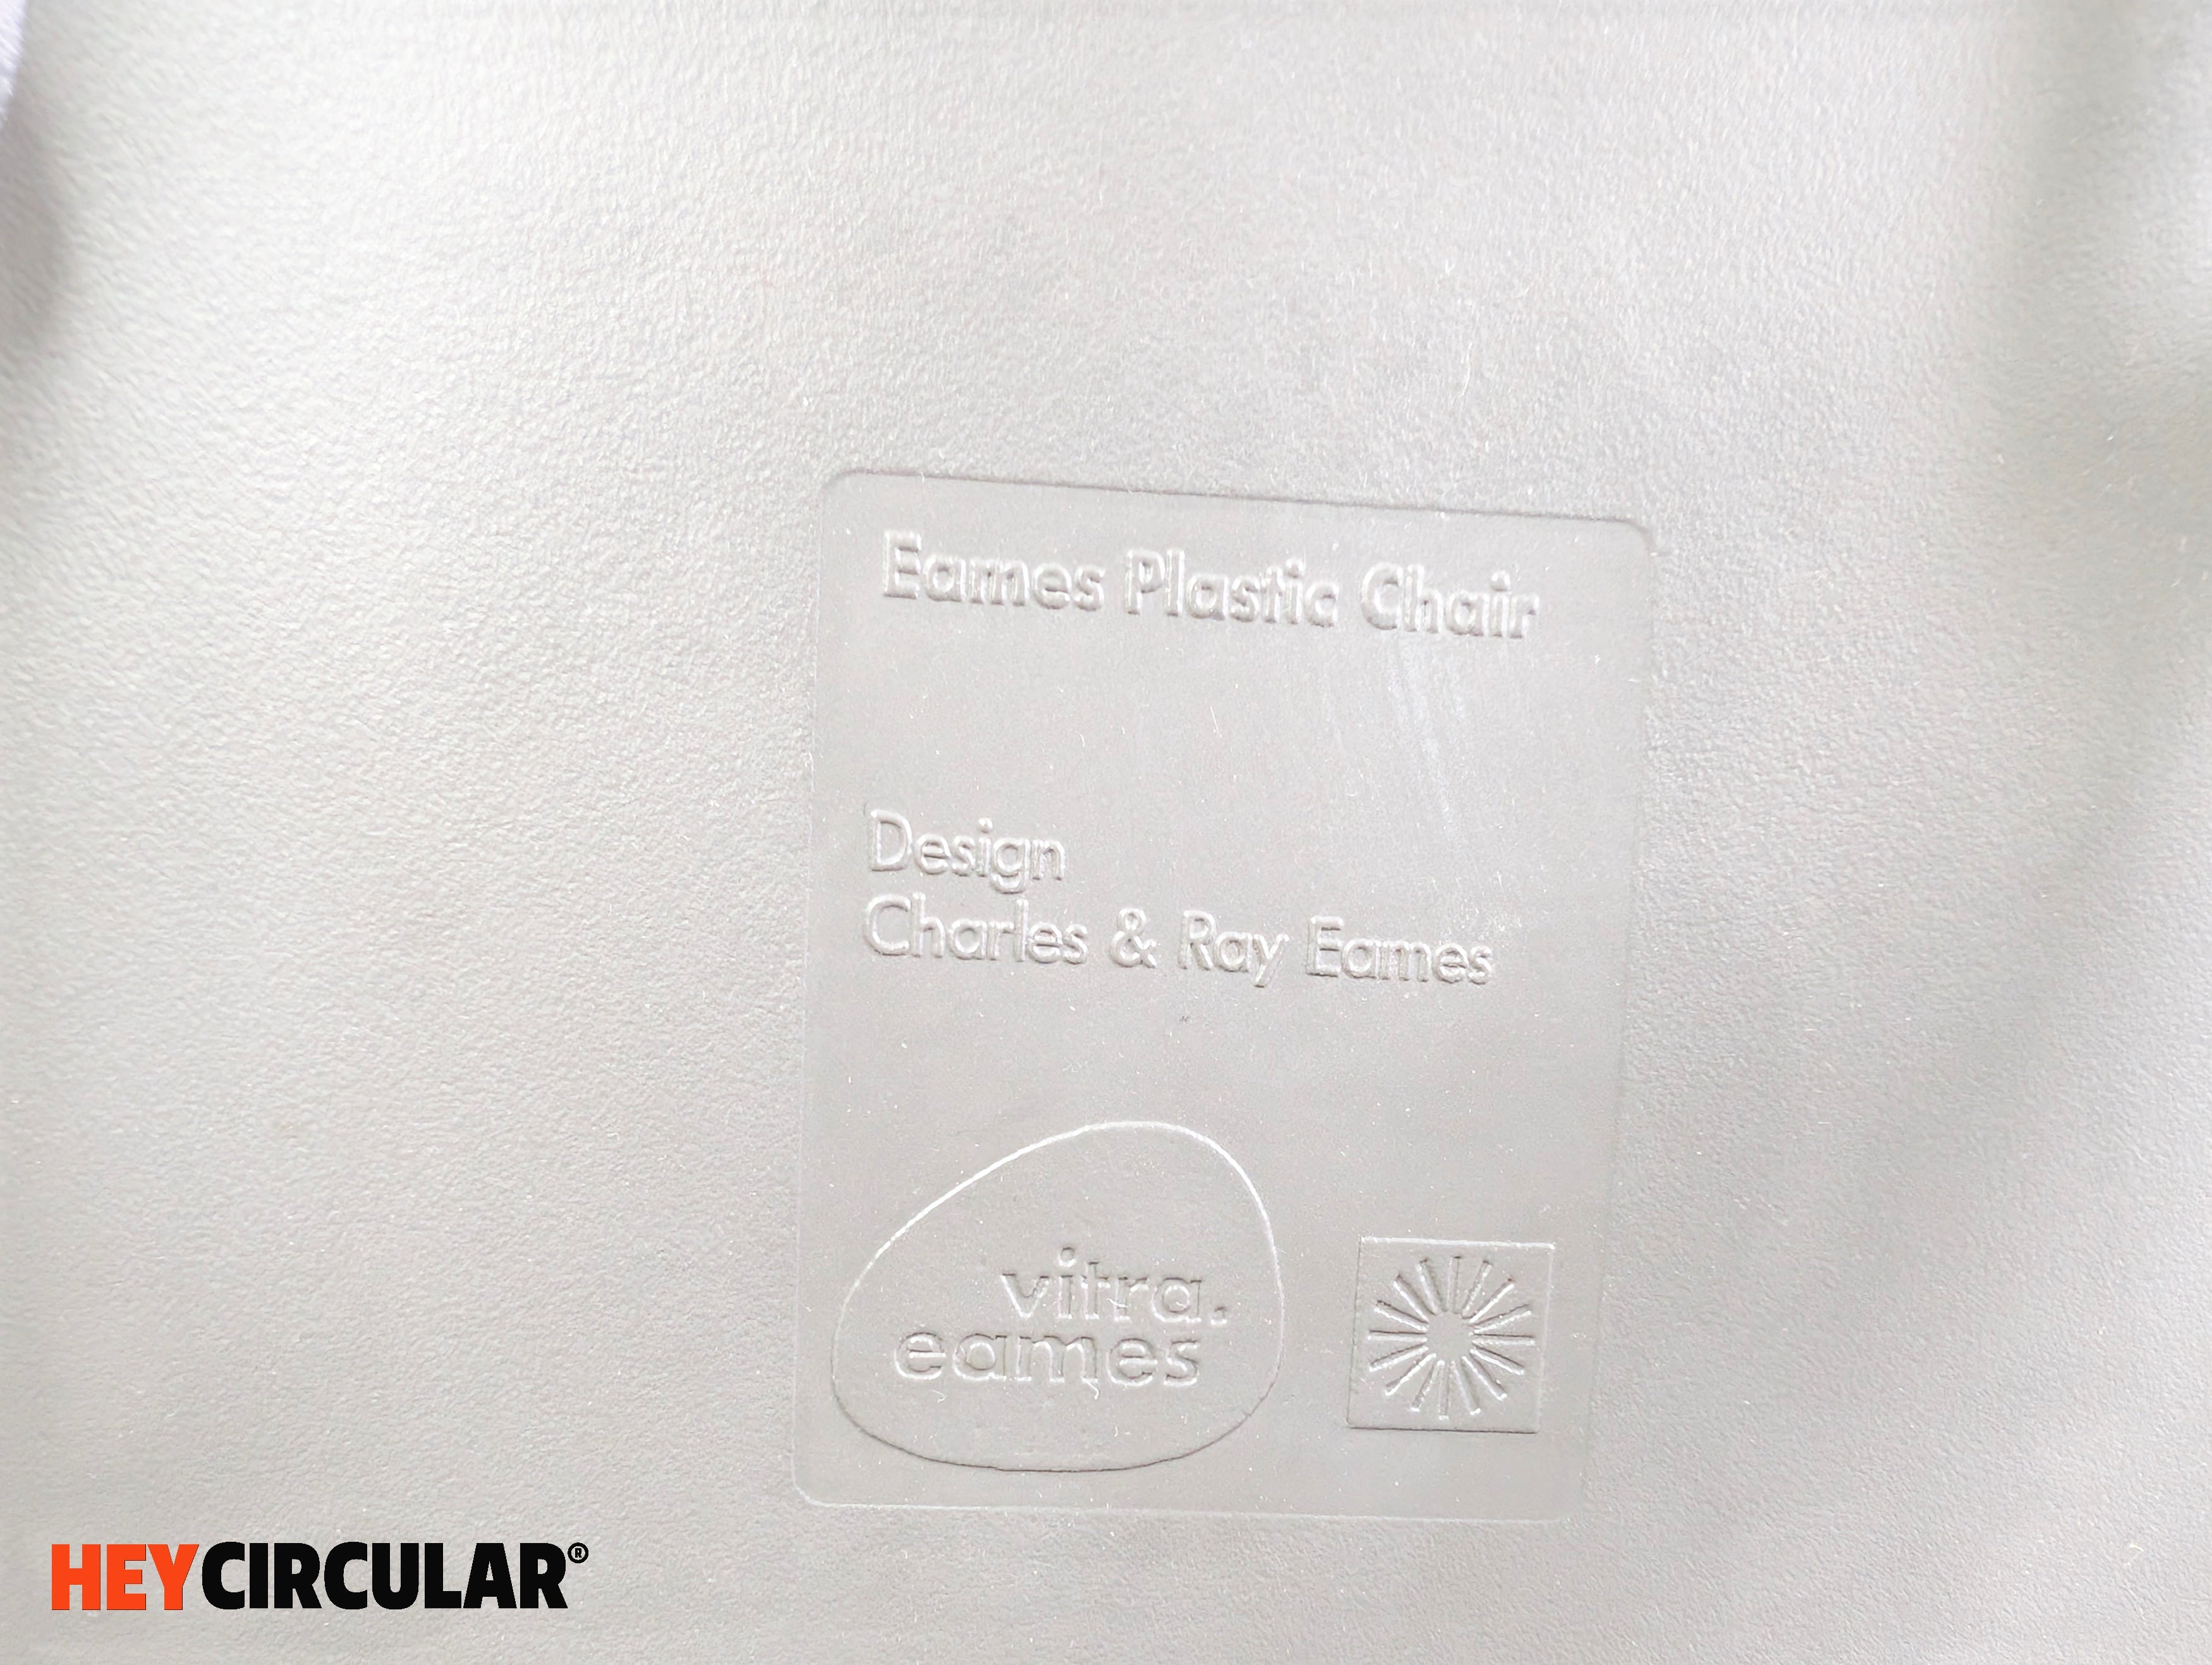 Eames Plastic Chair
Design
Charles & Ray Eames
vitra.
eames
HEYCIRCULAR®